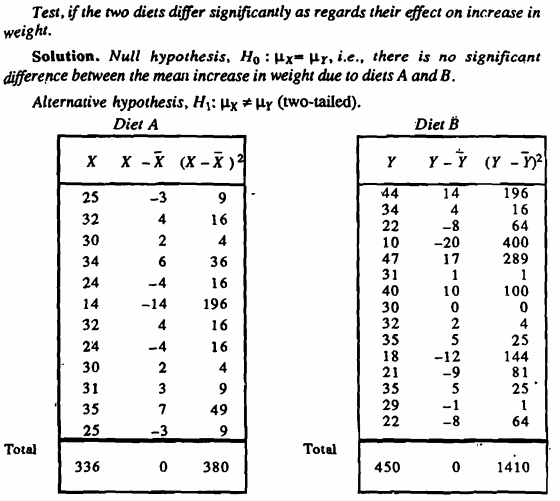 Test, if the two diets differ significantly as regards their effect on increase in
weight.
Solution. Null hypothesis, H₀ : μX= μY, i.e., there is no significant
difference between the mean increase in weight due to diets A and B.
Alternative hypothesis, H₁: μX ≠ μY (two-tailed).
Diet A Diet B
X X - X̄ (X - X̄ )² Y Y - Ȳ (Y - Ȳ)²
25 -3 9 44 14 196
32 4 16 34 4 16
30 2 4 22 -8 64
34 6 36 10 -20 400
24 -4 16 47 17 289
14 -14 196 31 1 1
32 4 16 40 10 100
24 -4 16 30 0 0
30 2 4 32 2 4
31 3 9 35 5 25
35 7 49 18 -12 144
25 -3 9 21 -9 81
35 5 25
29 -1 1
22 -8 64
Total Total
336 0 380 450 0 1410